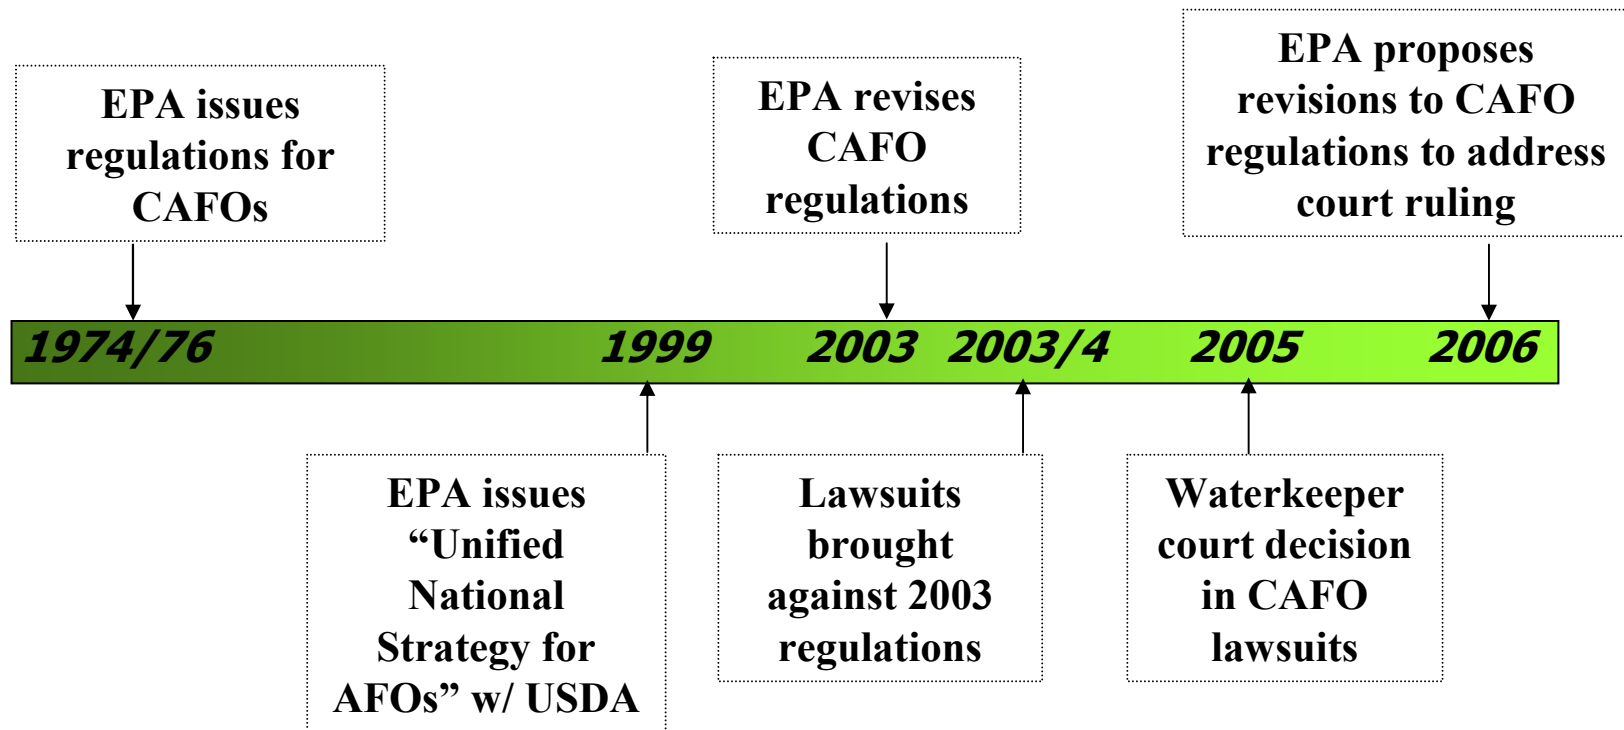 EPA issues
regulations for
CAFOs
EPA revises
CAFO
regulations
EPA proposes
revisions to CAFO
regulations to address
court ruling
1974/76 1999 2003 2003/4 2005 2006
EPA issues
“Unified
National
Strategy for
AFOs” w/ USDA
Lawsuits
brought
against 2003
regulations
Waterkeeper
court decision
in CAFO
lawsuits